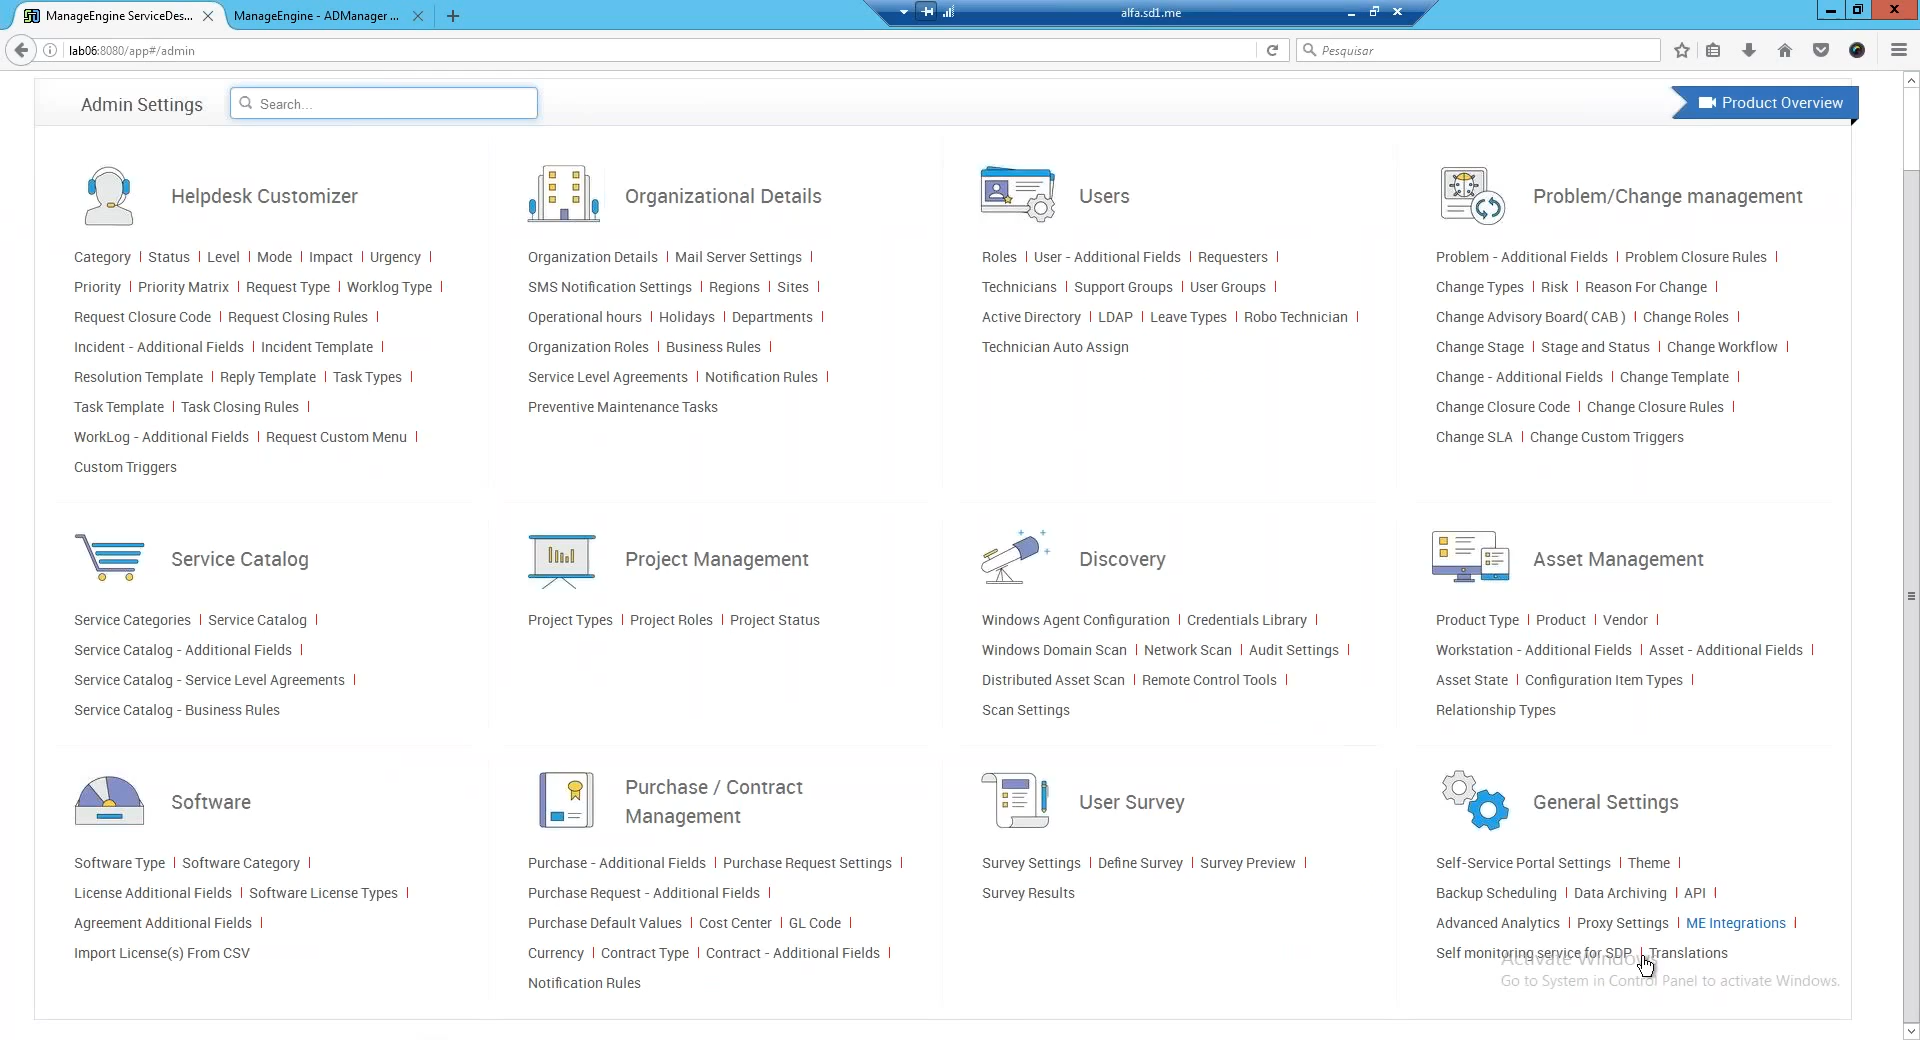 ManageEngine ServiceDes...
ManageEngine - ADManager ...
alfa.sd1.me
lab06:8080/app#/admin
Pesquisar
Admin Settings
Search...
Product Overview
Helpdesk Customizer
Category | Status | Level | Mode | Impact | Urgency |
Priority | Priority Matrix | Request Type | Worklog Type |
Request Closure Code | Request Closing Rules |
Incident - Additional Fields | Incident Template |
Resolution Template | Reply Template | Task Types |
Task Template | Task Closing Rules |
WorkLog - Additional Fields | Request Custom Menu |
Custom Triggers
Organizational Details
Organization Details | Mail Server Settings |
SMS Notification Settings | Regions | Sites |
Operational hours | Holidays | Departments |
Organization Roles | Business Rules |
Service Level Agreements | Notification Rules |
Preventive Maintenance Tasks
Users
Roles | User - Additional Fields | Requesters |
Technicians | Support Groups | User Groups |
Active Directory | LDAP | Leave Types | Robo Technician |
Technician Auto Assign
Problem/Change management
Problem - Additional Fields | Problem Closure Rules |
Change Types | Risk | Reason For Change |
Change Advisory Board( CAB ) | Change Roles |
Change Stage | Stage and Status | Change Workflow |
Change - Additional Fields | Change Template |
Change Closure Code | Change Closure Rules |
Change SLA | Change Custom Triggers
Service Catalog
Service Categories | Service Catalog |
Service Catalog - Additional Fields |
Service Catalog - Service Level Agreements |
Service Catalog - Business Rules
Project Management
Project Types | Project Roles | Project Status
Discovery
Windows Agent Configuration | Credentials Library |
Windows Domain Scan | Network Scan | Audit Settings |
Distributed Asset Scan | Remote Control Tools |
Scan Settings
Asset Management
Product Type | Product | Vendor |
Workstation - Additional Fields | Asset - Additional Fields |
Asset State | Configuration Item Types |
Relationship Types
Software
Software Type | Software Category |
License Additional Fields | Software License Types |
Agreement Additional Fields |
Import License(s) From CSV
Purchase / Contract
Management
Purchase - Additional Fields | Purchase Request Settings |
Purchase Request - Additional Fields |
Purchase Default Values | Cost Center | GL Code |
Currency | Contract Type | Contract - Additional Fields |
Notification Rules
User Survey
Survey Settings | Define Survey | Survey Preview |
Survey Results
General Settings
Self-Service Portal Settings | Theme |
Backup Scheduling | Data Archiving | API |
Advanced Analytics | Proxy Settings | ME Integrations |
Self monitoring service for SDP | Translations
Activate Windows
Go to System in Control Panel to activate Windows.